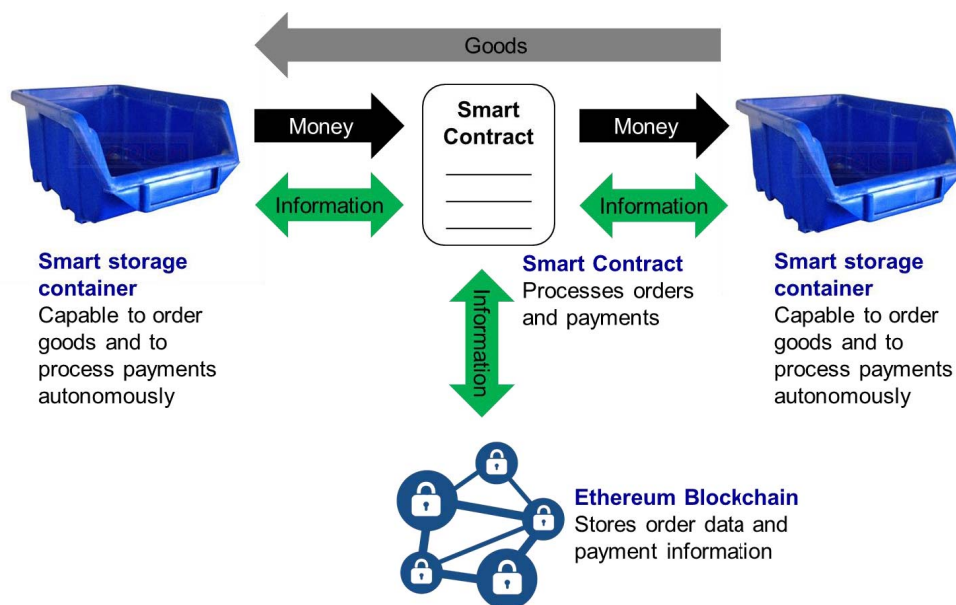 Goods
Money
Smart
Contract
Money
Information
Information
Smart storage
container
Capable to order
goods and to
process payments
autonomously
Smart Contract
Processes orders
and payments
Smart storage
container
Capable to order
goods and to
process payments
autonomously
Information
Ethereum Blockchain
Stores order data and
payment information